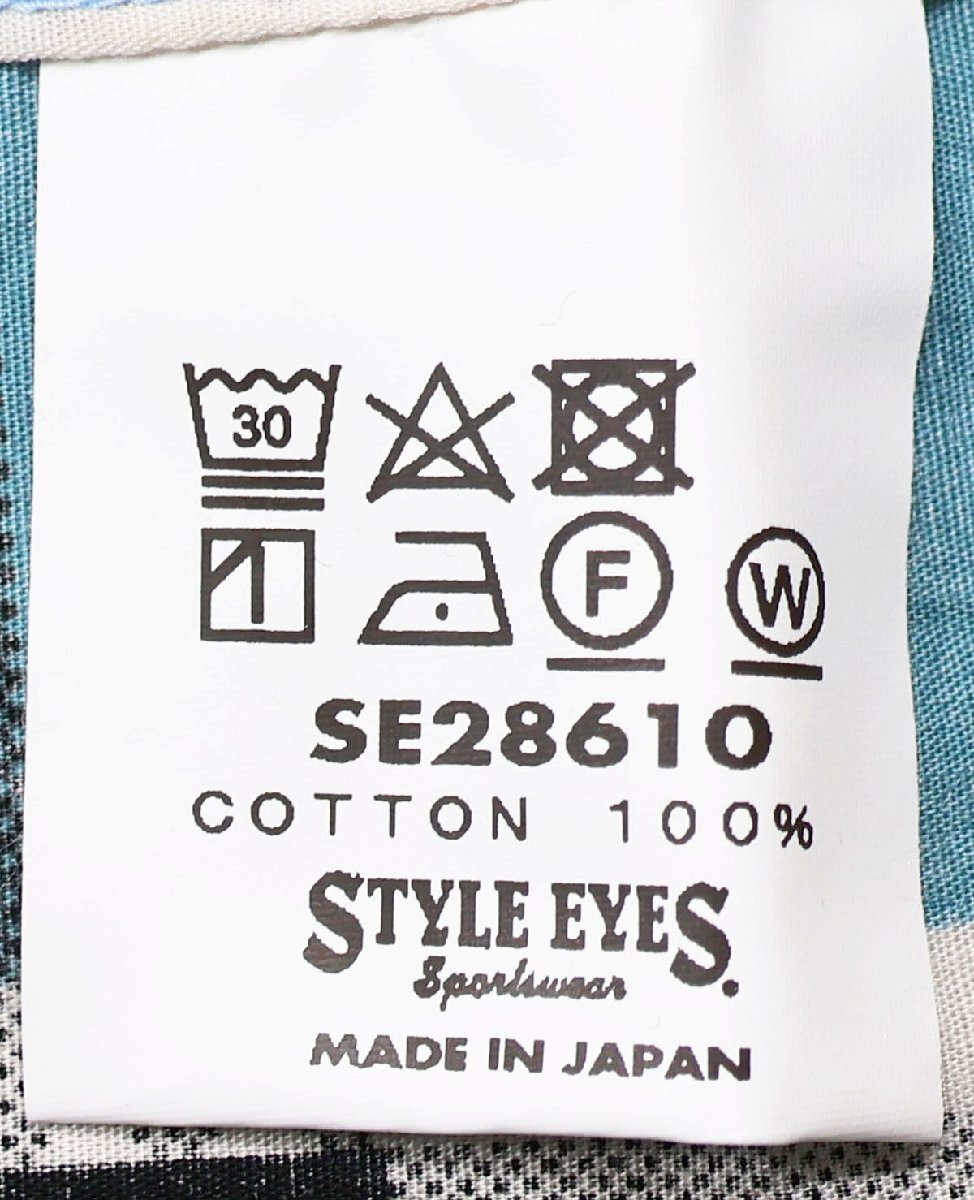 30
F W
SE28610
COTTON 100%
STYLE EYES.
Sportswear
MADE IN JAPAN